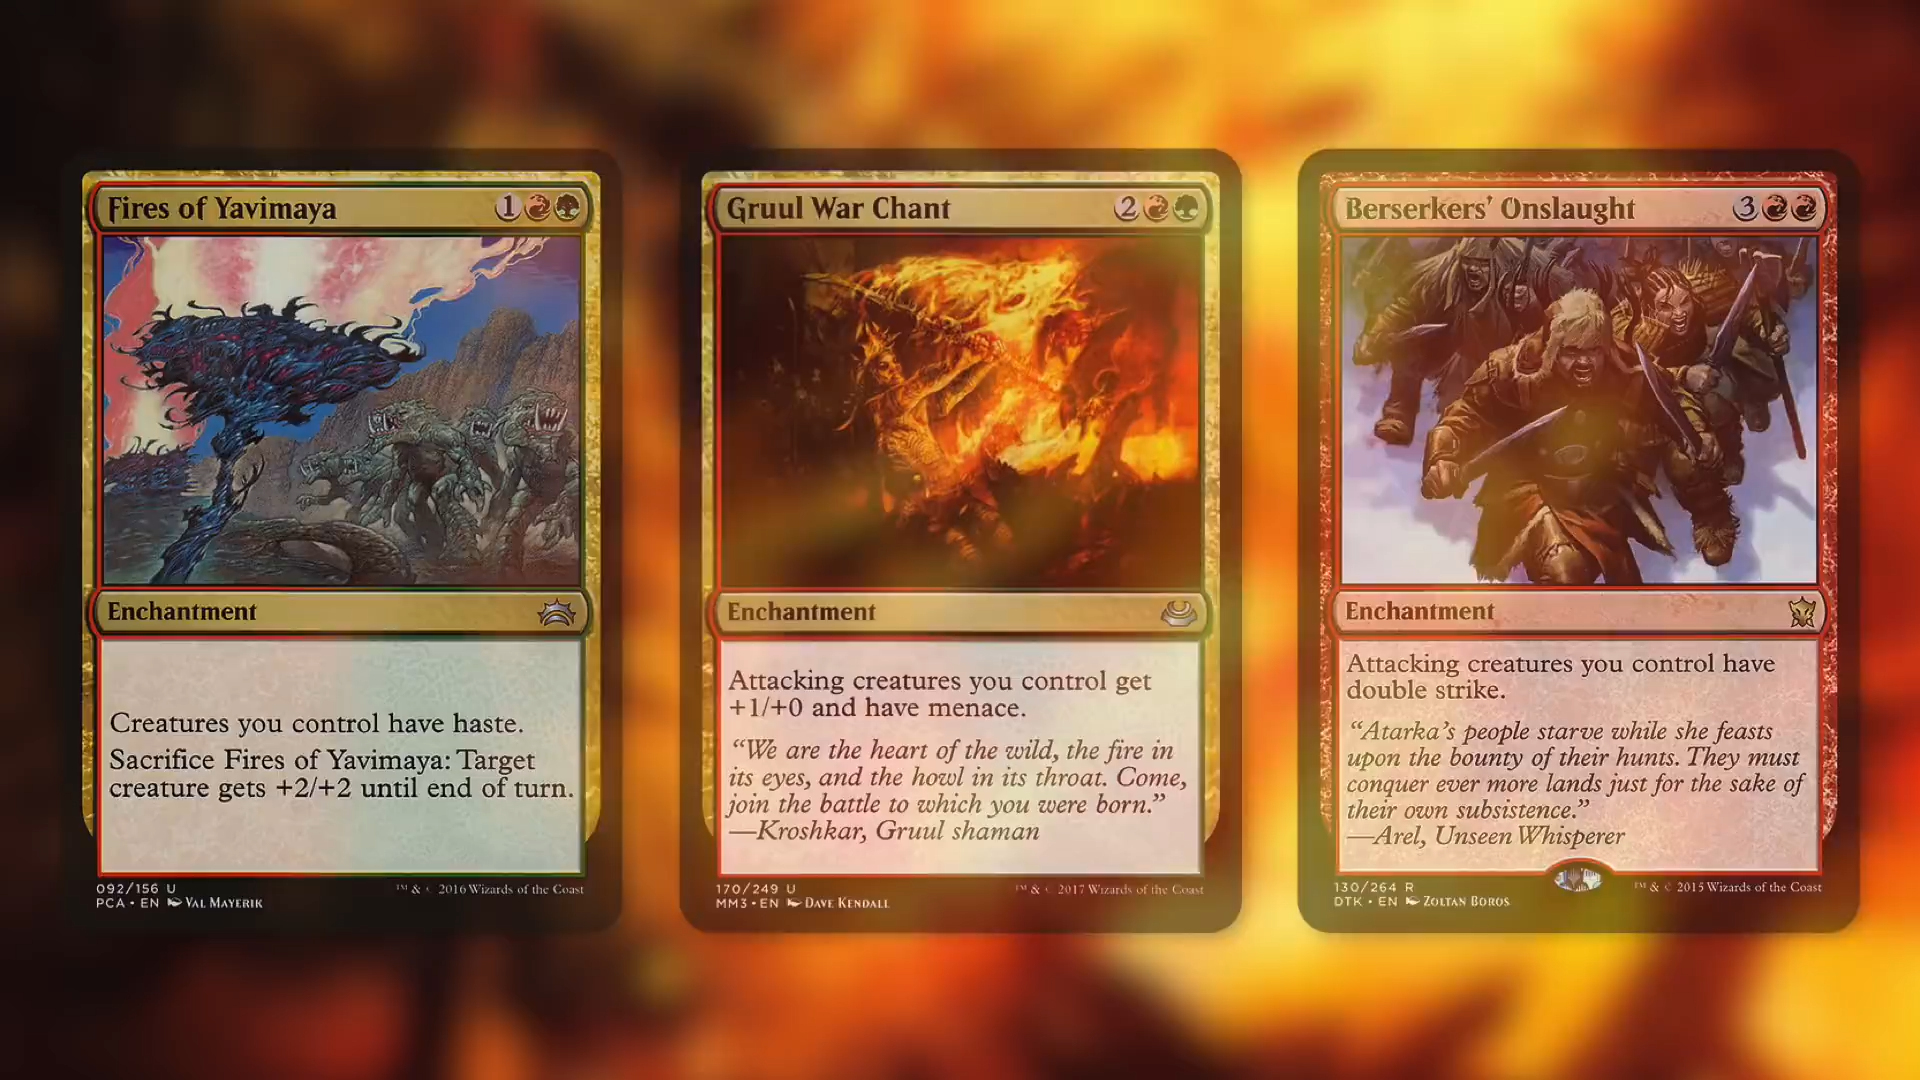 Fires of Yavimaya
1
Enchantment
Creatures you control have haste.
Sacrifice Fires of Yavimaya: Target
creature gets +2/+2 until end of turn.
092/156 U
™ & © 2016 Wizards of the Coast
PCA • EN Val Mayerik
Gruul War Chant
2
Enchantment
Attacking creatures you control get
+1/+0 and have menace.
“We are the heart of the wild, the fire in
its eyes, and the howl in its throat. Come,
join the battle to which you were born.”
—Kroshkar, Gruul shaman
170/249 U
™ & © 2017 Wizards of the Coast
MM3 • EN Dave Kendall
Berserkers’ Onslaught
3
Enchantment
Attacking creatures you control have
double strike.
“Atarka’s people starve while she feasts
upon the bounty of their hunts. They must
conquer ever more lands just for the sake of
their own subsistence.”
—Arel, Unseen Whisperer
130/264 R
™ & © 2015 Wizards of the Coast
DTK • EN Zoltan Boros